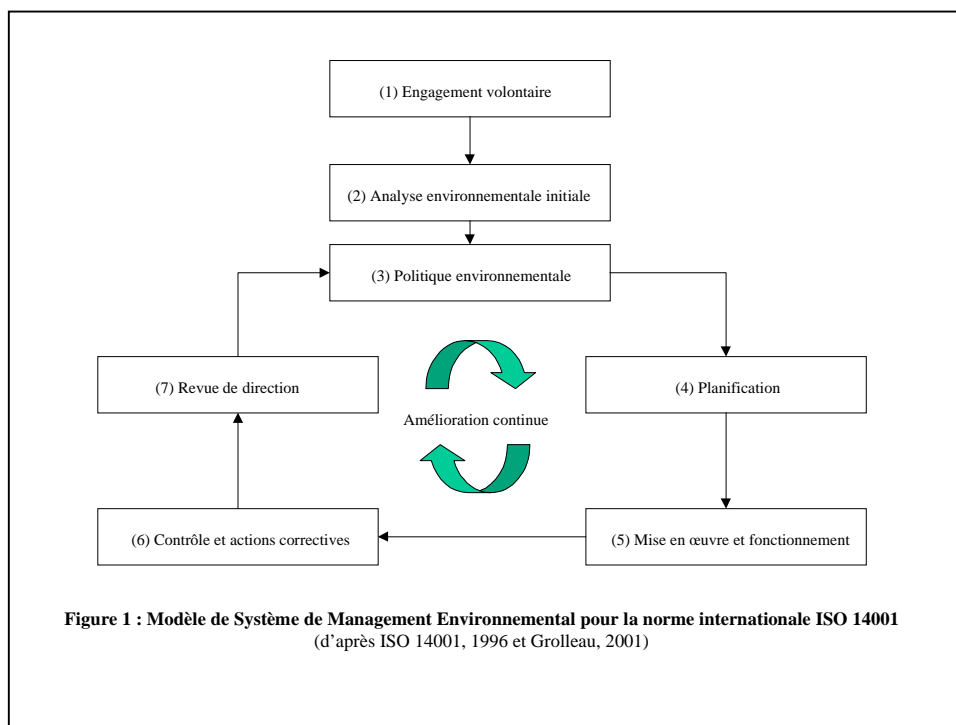 (1) Engagement volontaire
(2) Analyse environnementale initiale
(3) Politique environnementale
(7) Revue de direction
(4) Planification
Amélioration continue
(6) Contrôle et actions correctives
(5) Mise en œuvre et fonctionnement
Figure 1 : Modèle de Système de Management Environnemental pour la norme internationale ISO 14001
(d’après ISO 14001, 1996 et Grolleau, 2001)